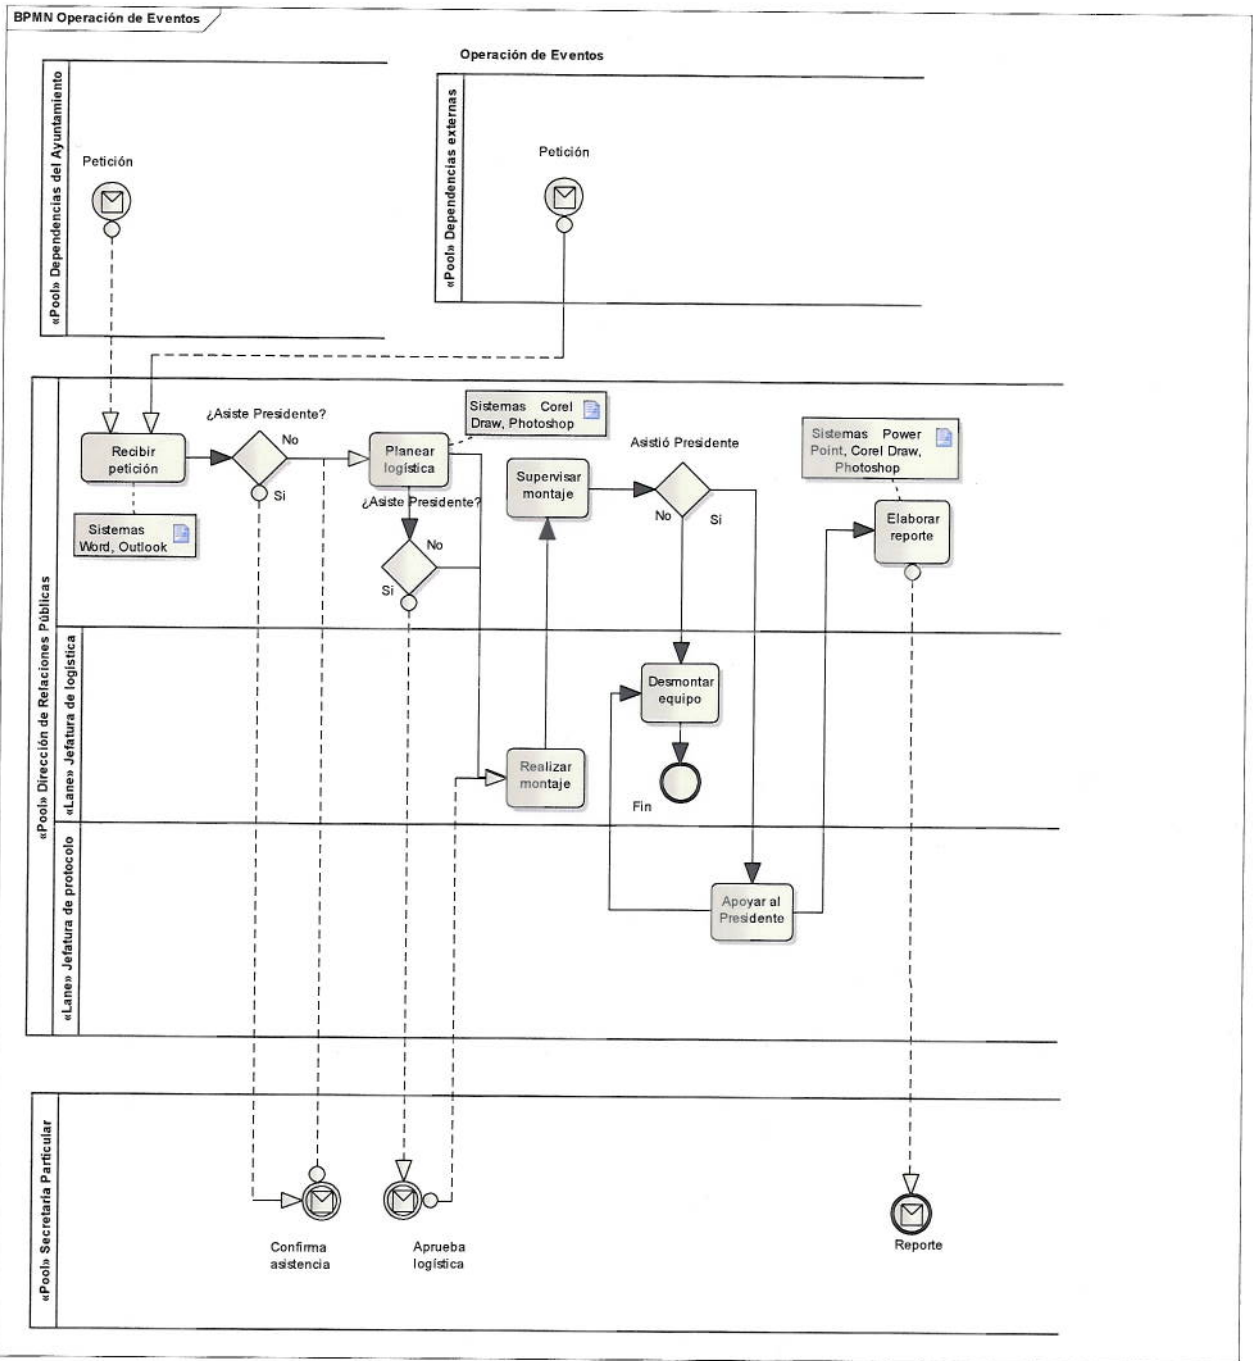 BPMN Operación de Eventos
Operación de Eventos
«Pool» Dependencias del Ayuntamiento
Petición
«Pool» Dependencias externas
Petición
«Pool» Dirección de Relaciones Públicas
¿Asiste Presidente?
No
Si
Recibir
petición
Sistemas
Word, Outlook
Planear
logística
Sistemas Corel
Draw, Photoshop
¿Asiste Presidente?
No
Si
Supervisar
montaje
Asistió Presidente
No
Si
Sistemas Power
Point, Corel Draw,
Photoshop
Elaborar
reporte
«Lane» Jefatura de logística
Desmontar
equipo
Realizar
montaje
Fin
«Lane» Jefatura de protocolo
Apoyar al
Presidente
«Pool» Secretaria Particular
Confirma
asistencia
Aprueba
logística
Reporte